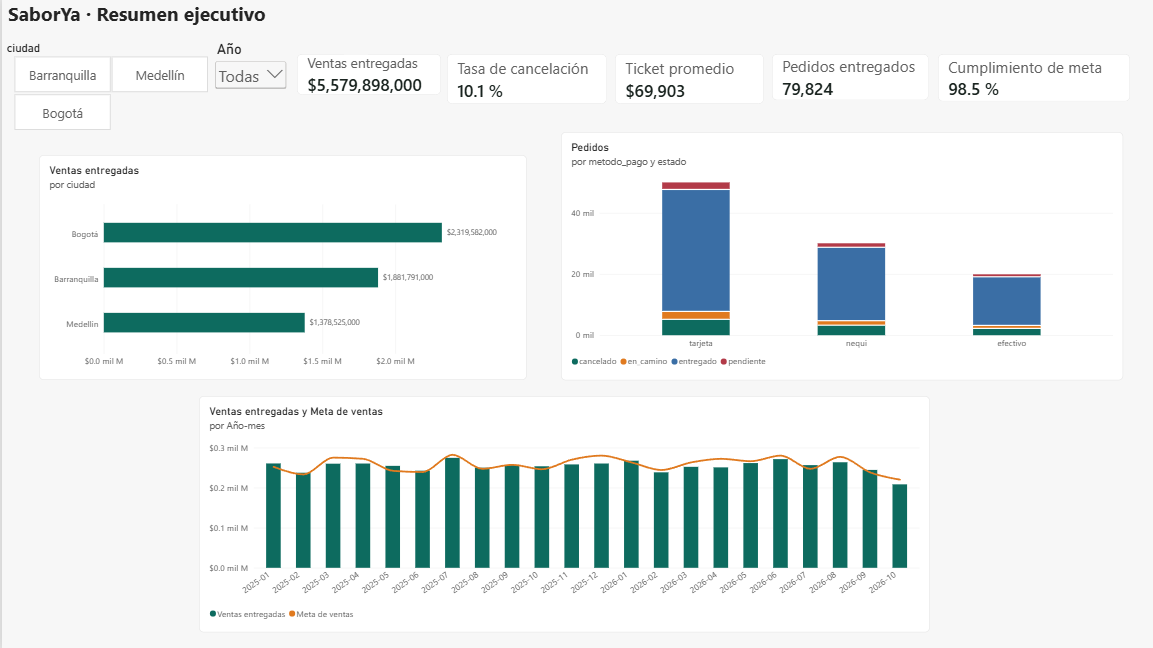 SaborYa · Resumen ejecutivo
ciudad
Barranquilla
Medellín
Bogotá
Año
Todas
Ventas entregadas
$5,579,898,000
Tasa de cancelación
10.1 %
Ticket promedio
$69,903
Pedidos entregados
79,824
Cumplimiento de meta
98.5 %
Ventas entregadas
por ciudad
Bogotá
$2,319,582,000
Barranquilla
$1,881,791,000
Medellín
$1,378,525,000
$0.0 mil M
$0.5 mil M
$1.0 mil M
$1.5 mil M
$2.0 mil M
Pedidos
por metodo_pago y estado
40 mil
20 mil
0 mil
tarjeta
nequi
efectivo
cancelado
en_camino
entregado
pendiente
Ventas entregadas y Meta de ventas
por Año-mes
$0.3 mil M
$0.2 mil M
$0.1 mil M
$0.0 mil M
2025-01
2025-02
2025-03
2025-04
2025-05
2025-06
2025-07
2025-08
2025-09
2025-10
2025-11
2025-12
2026-01
2026-02
2026-03
2026-04
2026-05
2026-06
2026-07
2026-08
2026-09
2026-10
Ventas entregadas
Meta de ventas